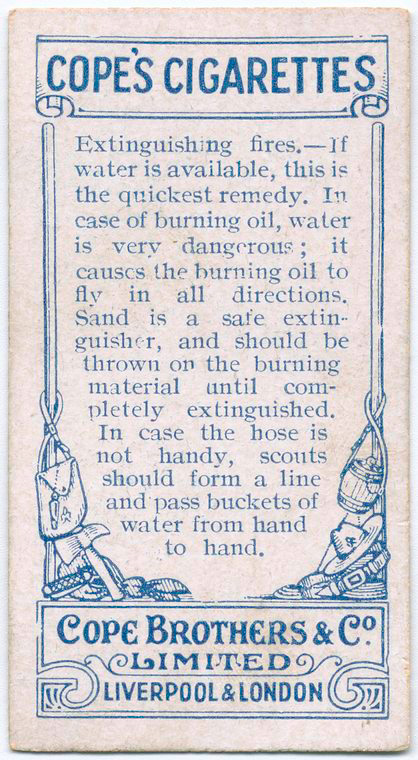 COPE'S CIGARETTES
Extinguishing fires.—If
water is available, this is
the quickest remedy. In
case of burning oil, water
is very dangerous; it
causes the burning oil to
fly in all directions.
Sand is a safe extin-
guisher, and should be
thrown on the burning
material until com-
pletely extinguished.
In case the hose is
not handy, scouts
should form a line
and pass buckets of
water from hand
to hand.
COPE BROTHERS & Co
LIMITED
LIVERPOOL & LONDON